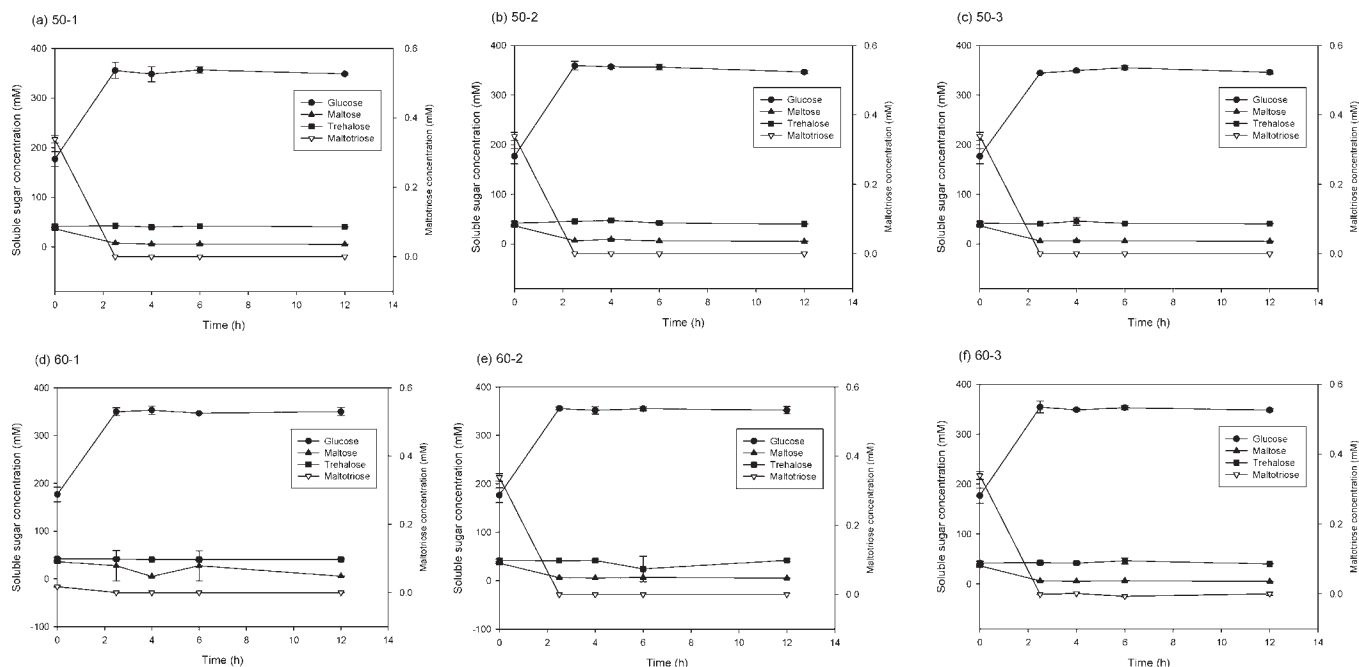 (a) 50-1
Soluble sugar concentration (mM)
400
300
200
100
0
0.6
0.4
0.2
0.0
Maltotriose concentration (mM)
Glucose
Maltose
Trehalose
Maltotriose
0 2 4 6 8 10 12 14
Time (h)
(b) 50-2
Soluble sugar concentration (mM)
400
300
200
100
0
0.6
0.4
0.2
0.0
Maltotriose concentration (mM)
Glucose
Maltose
Trehalose
Maltotriose
0 2 4 6 8 10 12 14
Time (h)
(c) 50-3
Soluble sugar concentration (mM)
400
300
200
100
0
0.6
0.4
0.2
0.0
Maltotriose concentration (mM)
Glucose
Maltose
Trehalose
Maltotriose
0 2 4 6 8 10 12 14
Time (h)
(d) 60-1
Soluble sugar concentration (mM)
400
300
200
100
0
-100
0.6
0.4
0.2
0.0
Maltotriose concentration (mM)
Glucose
Maltose
Trehalose
Maltotriose
0 2 4 6 8 10 12 14
Time (h)
(e) 60-2
Soluble sugar concentration (mM)
400
300
200
100
0
-100
0.6
0.4
0.2
0.0
Maltotriose concentration (mM)
Glucose
Maltose
Trehalose
Maltotriose
0 2 4 6 8 10 12 14
Time (h)
(f) 60-3
Soluble sugar concentration (mM)
400
300
200
100
0
0.6
0.4
0.2
0.0
Maltotriose concentration (mM)
Glucose
Maltose
Trehalose
Maltotriose
0 2 4 6 8 10 12 14
Time (h)